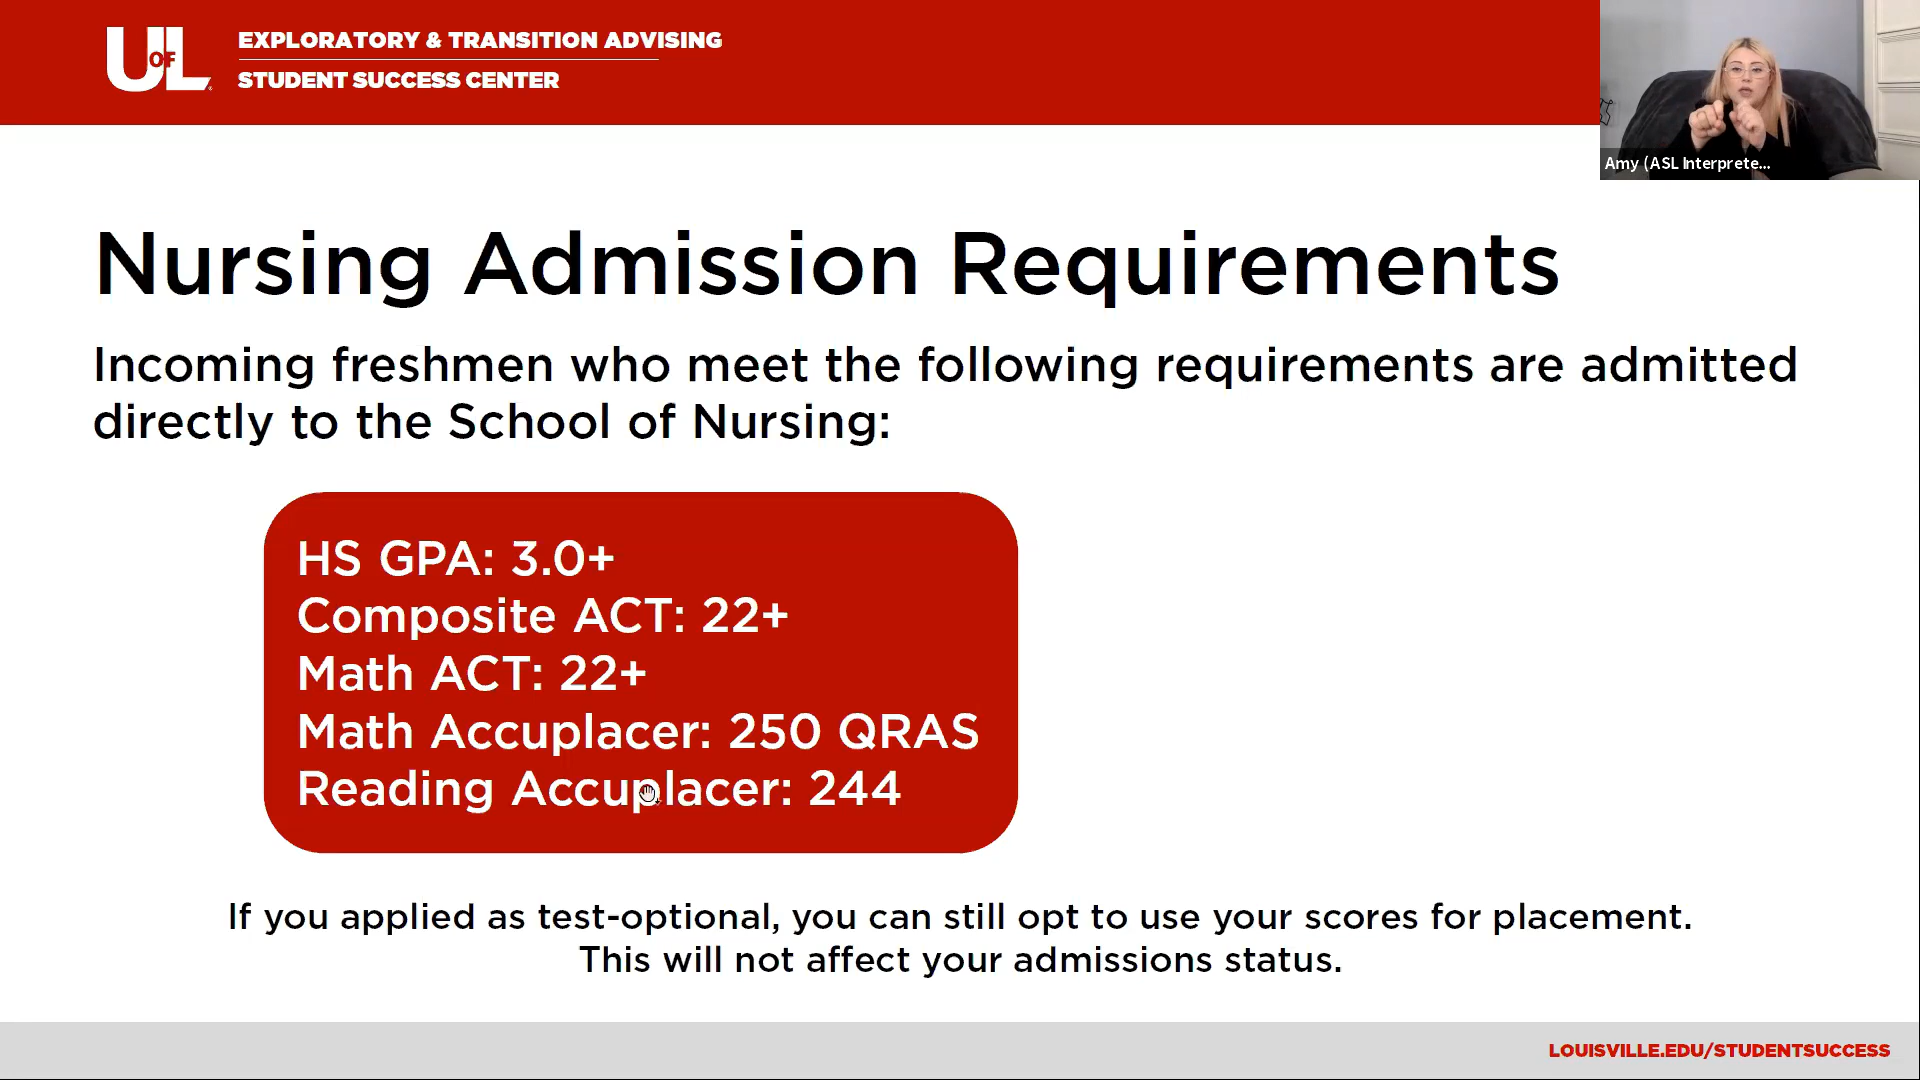 UofL
EXPLORATORY & TRANSITION ADVISING
STUDENT SUCCESS CENTER
Amy (ASL Interprete...
Nursing Admission Requirements
Incoming freshmen who meet the following requirements are admitted
directly to the School of Nursing:
HS GPA: 3.0+
Composite ACT: 22+
Math ACT: 22+
Math Accuplacer: 250 QRAS
Reading Accuplacer: 244
If you applied as test-optional, you can still opt to use your scores for placement.
This will not affect your admissions status.
LOUISVILLE.EDU/STUDENTSUCCESS